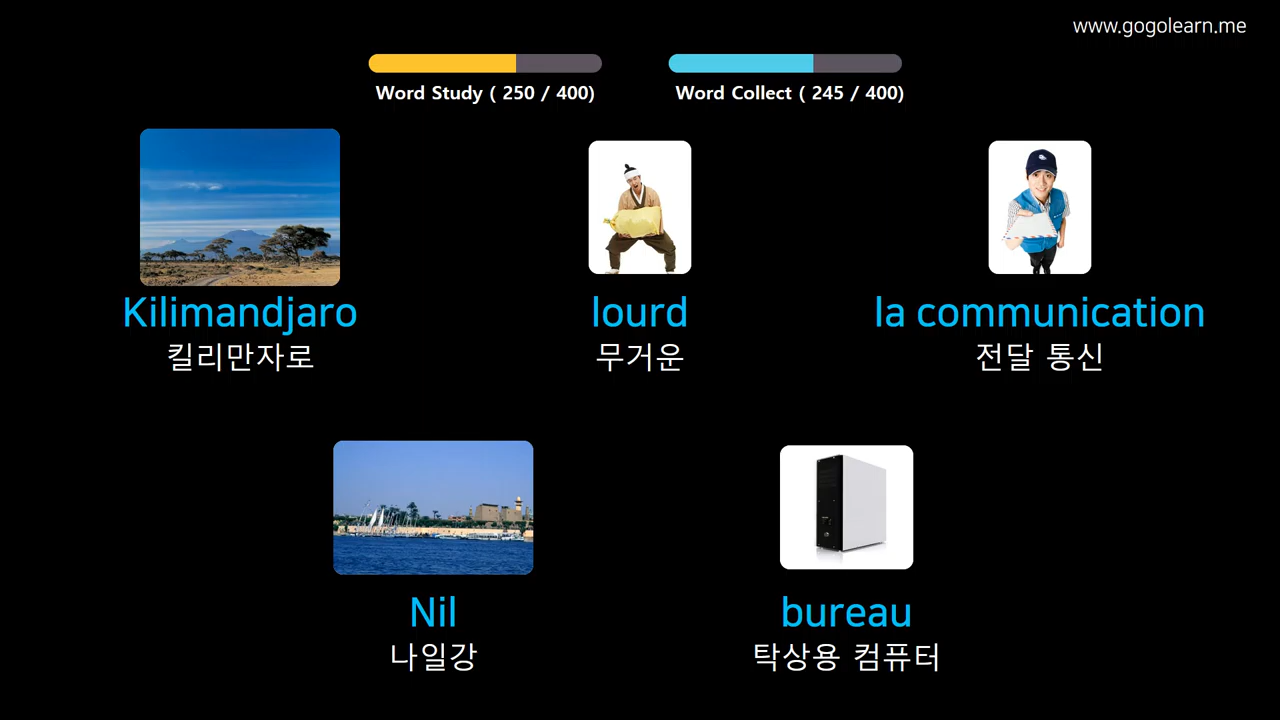 www.gogolearn.me
Word Study ( 250 / 400)
Word Collect ( 245 / 400)
Kilimandjaro
킬리만자로
lourd
무거운
la communication
전달 통신
Nil
나일강
bureau
탁상용 컴퓨터